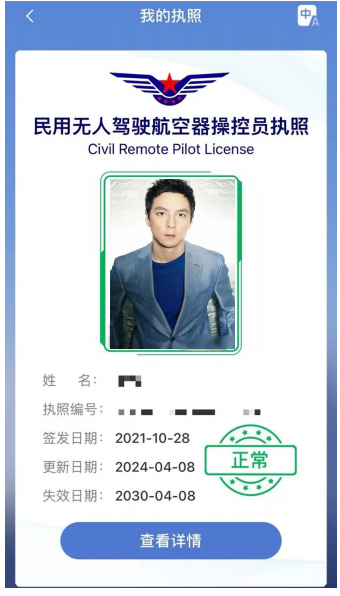 我的执照
中A
民用无人驾驶航空器操控员执照
Civil Remote Pilot License
姓 名：
执照编号：
签发日期： 2021-10-28
更新日期： 2024-04-08
正常
失效日期： 2030-04-08
查看详情